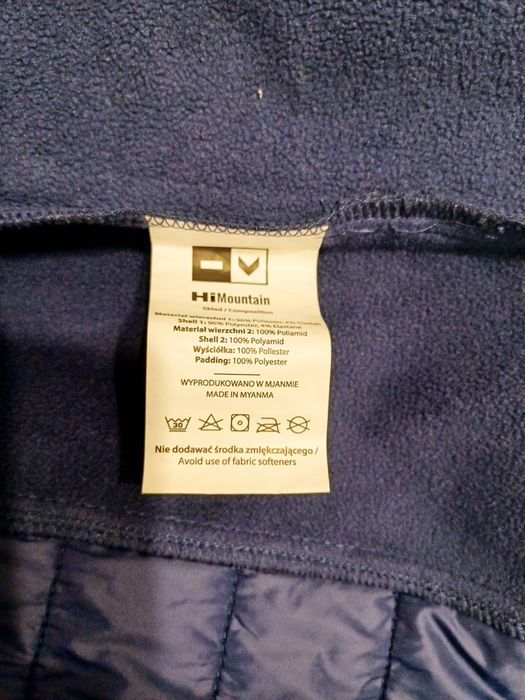 HiMountain
Skład / Composition
Materiał wierzchni 1: 96% Poliester, 4% Elastan
Shell 1: 96% Polyester, 4% Elastane
Materiał wierzchni 2: 100% Poliamid
Shell 2: 100% Polyamid
Wyściółka: 100% Poliester
Padding: 100% Polyester
WYPRODUKOWANO W MJANMIE
MADE IN MYANMA
30
Nie dodawać środka zmiękczającego /
Avoid use of fabric softeners